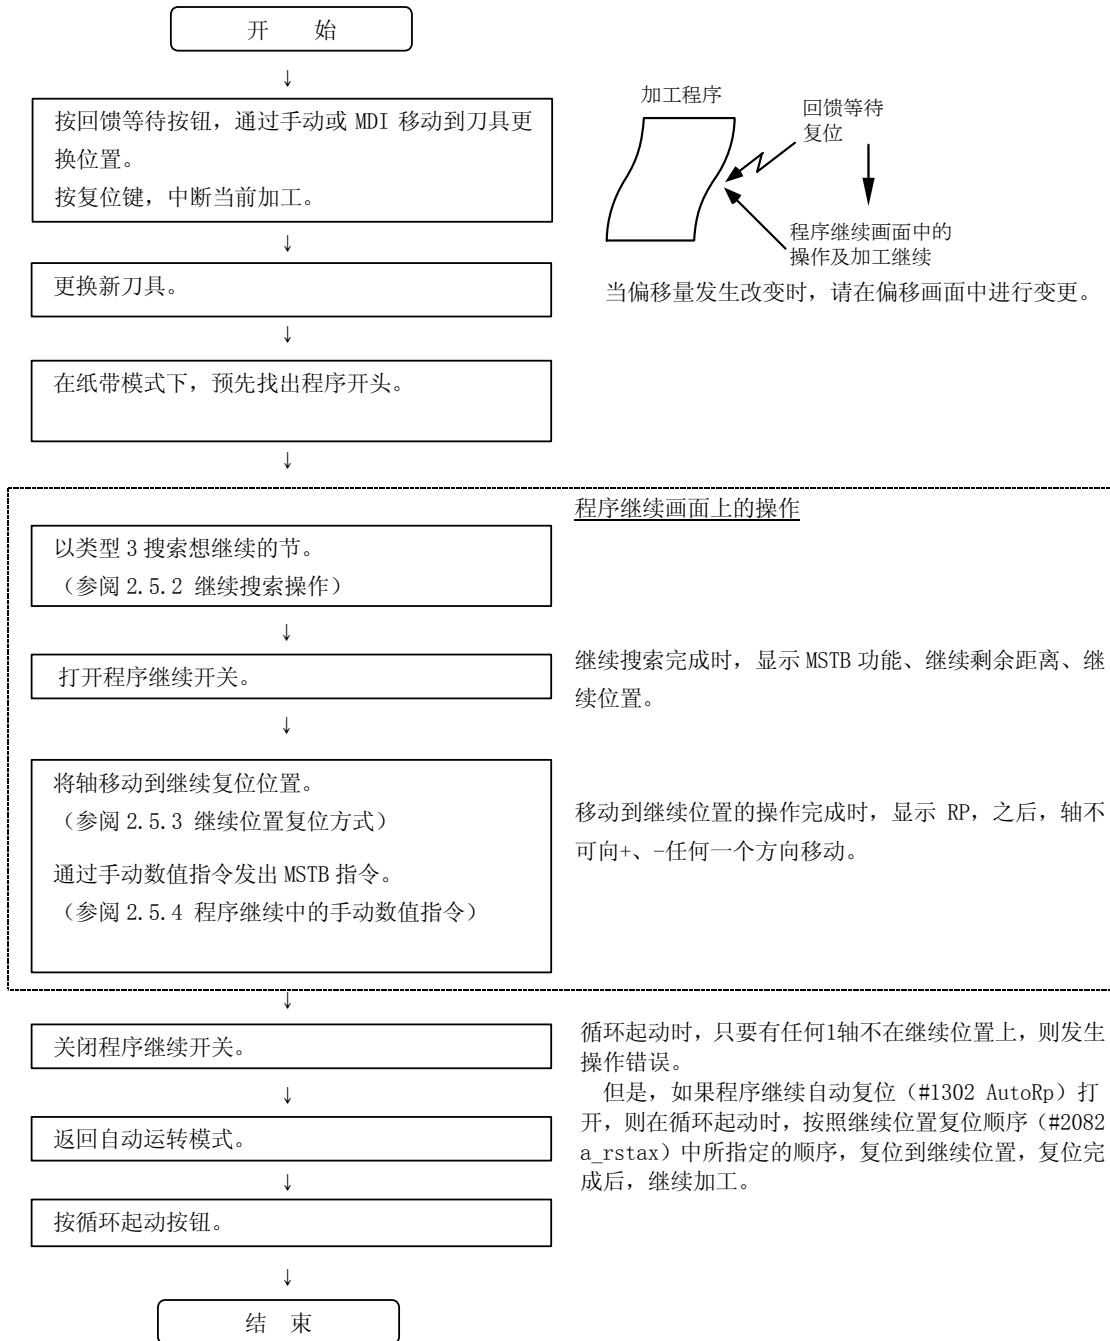 开 始
↓
按回馈等待按钮，通过手动或 MDI 移动到刀具更
换位置。
按复位键，中断当前加工。
加工程序
回馈等待
复位
程序继续画面中的
操作及加工继续
当偏移量发生改变时，请在偏移画面中进行变更。
↓
更换新刀具。
↓
在纸带模式下，预先找出程序开头。
↓
程序继续画面上的操作
以类型 3 搜索想继续的节。
（参阅 2.5.2 继续搜索操作）
↓
打开程序继续开关。
继续搜索完成时，显示 MSTB 功能、继续剩余距离、继
续位置。
↓
将轴移动到继续复位位置。
（参阅 2.5.3 继续位置复位方式）
通过手动数值指令发出 MSTB 指令。
（参阅 2.5.4 程序继续中的手动数值指令）
移动到继续位置的操作完成时，显示 RP，之后，轴不
可向+、-任何一个方向移动。
↓
关闭程序继续开关。
↓
返回自动运转模式。
↓
按循环起动按钮。
循环起动时，只要有任何1轴不在继续位置上，则发生
操作错误。
但是，如果程序继续自动复位（#1302 AutoRp）打
开，则在循环起动时，按照继续位置复位顺序（#2082
a_rstax）中所指定的顺序，复位到继续位置，复位完
成后，继续加工。
↓
结 束